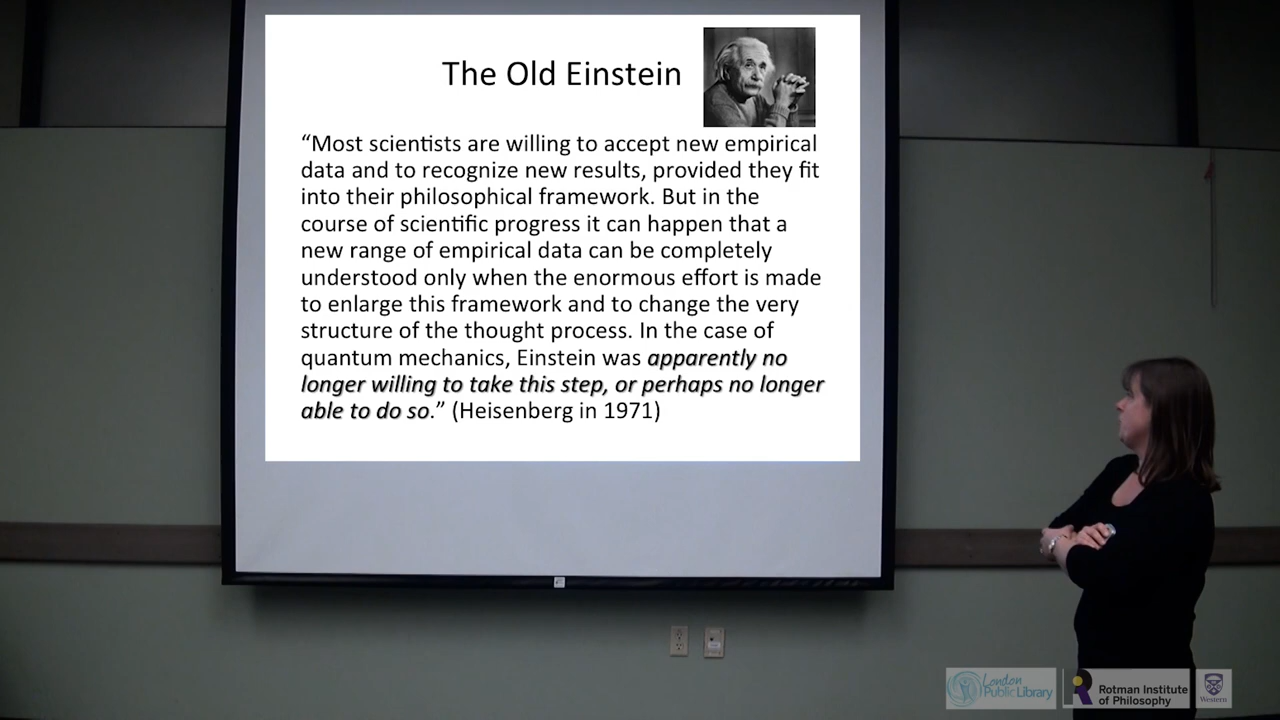 The Old Einstein
“Most scientists are willing to accept new empirical
data and to recognize new results, provided they fit
into their philosophical framework. But in the
course of scientific progress it can happen that a
new range of empirical data can be completely
understood only when the enormous effort is made
to enlarge this framework and to change the very
structure of the thought process. In the case of
quantum mechanics, Einstein was apparently no
longer willing to take this step, or perhaps no longer
able to do so.” (Heisenberg in 1971)
London
Public Library
Rotman Institute
of Philosophy
Western